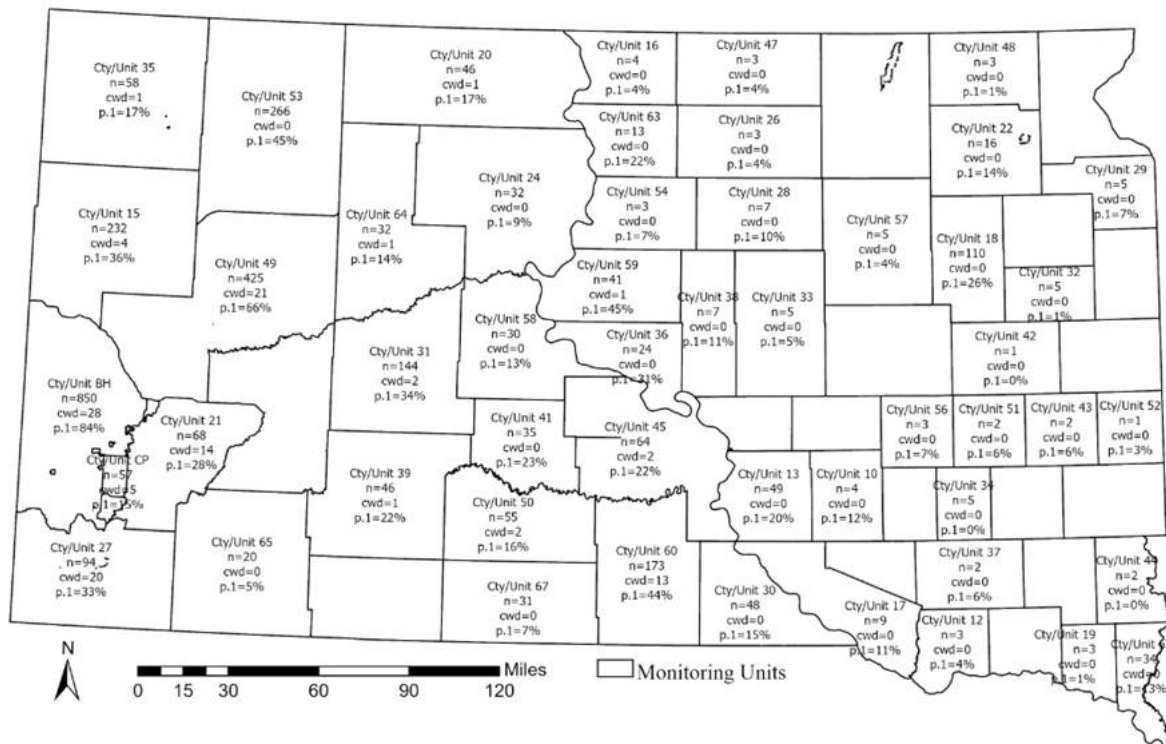 Cty/Unit 35
n=58
cwd=1
p.1=17%
Cty/Unit 53
n=266
cwd=0
p.1=45%
Cty/Unit 20
n=46
cwd=1
p.1=17%
Cty/Unit 16
n=4
cwd=0
p.1=4%
Cty/Unit 47
n=3
cwd=0
p.1=4%
Cty/Unit 48
n=3
cwd=0
p.1=1%
Cty/Unit 63
n=13
cwd=0
p.1=22%
Cty/Unit 26
n=3
cwd=0
p.1=4%
Cty/Unit 22
n=16
cwd=0
p.1=14%
Cty/Unit 29
n=5
cwd=0
p.1=7%
Cty/Unit 15
n=232
cwd=4
p.1=36%
Cty/Unit 49
n=425
cwd=21
p.1=66%
Cty/Unit 64
n=32
cwd=1
p.1=14%
Cty/Unit 24
n=32
cwd=0
p.1=9%
Cty/Unit 54
n=3
cwd=0
p.1=7%
Cty/Unit 28
n=7
cwd=0
p.1=10%
Cty/Unit 57
n=5
cwd=0
p.1=4%
Cty/Unit 18
n=110
cwd=0
p.1=26%
Cty/Unit 32
n=5
cwd=0
p.1=1%
Cty/Unit 59
n=41
cwd=1
p.1=45%
Cty/Unit 38
n=7
cwd=0
p.1=11%
Cty/Unit 33
n=5
cwd=0
p.1=5%
Cty/Unit 58
n=30
cwd=0
p.1=13%
Cty/Unit 36
n=24
cwd=0
p.1=31%
Cty/Unit 42
n=1
cwd=0
p.1=0%
Cty/Unit BH
n=850
cwd=28
p.1=84%
Cty/Unit 21
n=68
cwd=14
p.1=28%
Cty/Unit CP
n=57
cwd=5
p.1=15%
Cty/Unit 31
n=144
cwd=2
p.1=34%
Cty/Unit 41
n=35
cwd=0
p.1=23%
Cty/Unit 45
n=64
cwd=2
p.1=22%
Cty/Unit 56
n=3
cwd=0
p.1=7%
Cty/Unit 51
n=2
cwd=0
p.1=6%
Cty/Unit 43
n=2
cwd=0
p.1=6%
Cty/Unit 52
n=1
cwd=0
p.1=3%
Cty/Unit 39
n=46
cwd=1
p.1=22%
Cty/Unit 50
n=55
cwd=2
p.1=16%
Cty/Unit 13
n=49
cwd=0
p.1=20%
Cty/Unit 10
n=4
cwd=0
p.1=12%
Cty/Unit 34
n=5
cwd=0
p.1=0%
Cty/Unit 27
n=94
cwd=20
p.1=33%
Cty/Unit 65
n=20
cwd=0
p.1=5%
Cty/Unit 67
n=31
cwd=0
p.1=7%
Cty/Unit 60
n=173
cwd=13
p.1=44%
Cty/Unit 30
n=48
cwd=0
p.1=15%
Cty/Unit 17
n=9
cwd=0
p.1=11%
Cty/Unit 37
n=2
cwd=0
p.1=6%
Cty/Unit 44
n=2
cwd=0
p.1=0%
Cty/Unit 12
n=3
cwd=0
p.1=4%
Cty/Unit 19
n=3
cwd=0
p.1=1%
Cty/Unit
n=34
cwd=0
p.1=13%
N
Miles
0 15 30 60 90 120
Monitoring Units